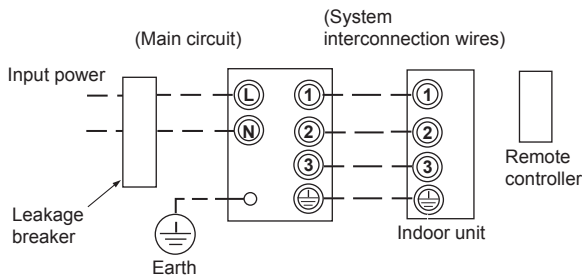 (System
interconnection wires)
(Main circuit)
Input power
L
N
1
2
3
1
2
3
Remote
controller
Leakage
breaker
Earth
Indoor unit